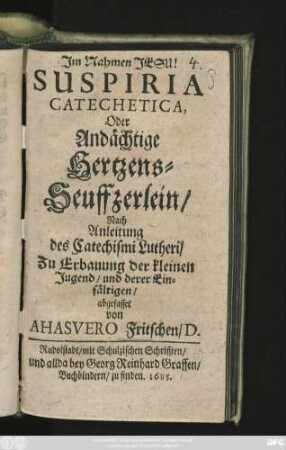 Im Nahmen JESU! 4.
SUSPIRIA
CATECHETICA,
Oder
Andächtige
Hertzens-
Seuffzerlein/
Nach
Anleitung
des Catechismi Lutheri/
Zu Erbauung der kleinen
Jugend/ und derer Ein-
fältigen/
abgefasset
von
AHASVERO Fritschen/ D.
Rudolstadt/ mit Schulzischen Schrifften/
und allda bey Georg Reinhard Graffen/
Buchbindern/ zu finden. 1685.